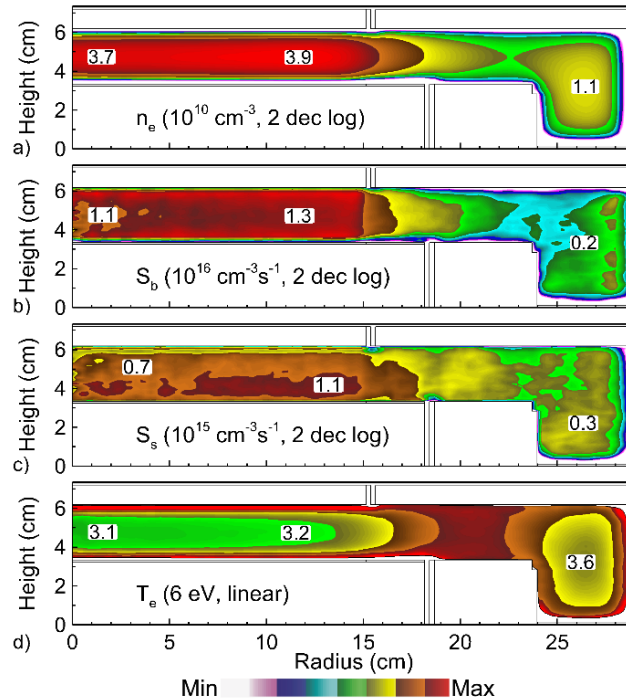 Height (cm)
6
4
2
0
3.7
3.9
1.1
nₑ (10¹⁰ cm⁻³, 2 dec log)
a)
Height (cm)
6
4
2
0
1.1
1.3
0.2
S_b (10¹⁶ cm⁻³s⁻¹, 2 dec log)
b)
Height (cm)
6
4
2
0
0.7
1.1
0.3
Sₛ (10¹⁵ cm⁻³s⁻¹, 2 dec log)
c)
Height (cm)
6
4
2
0
3.1
3.2
3.6
Tₑ (6 eV, linear)
d)
0 5 10 15 20 25
Radius (cm)
Min Max